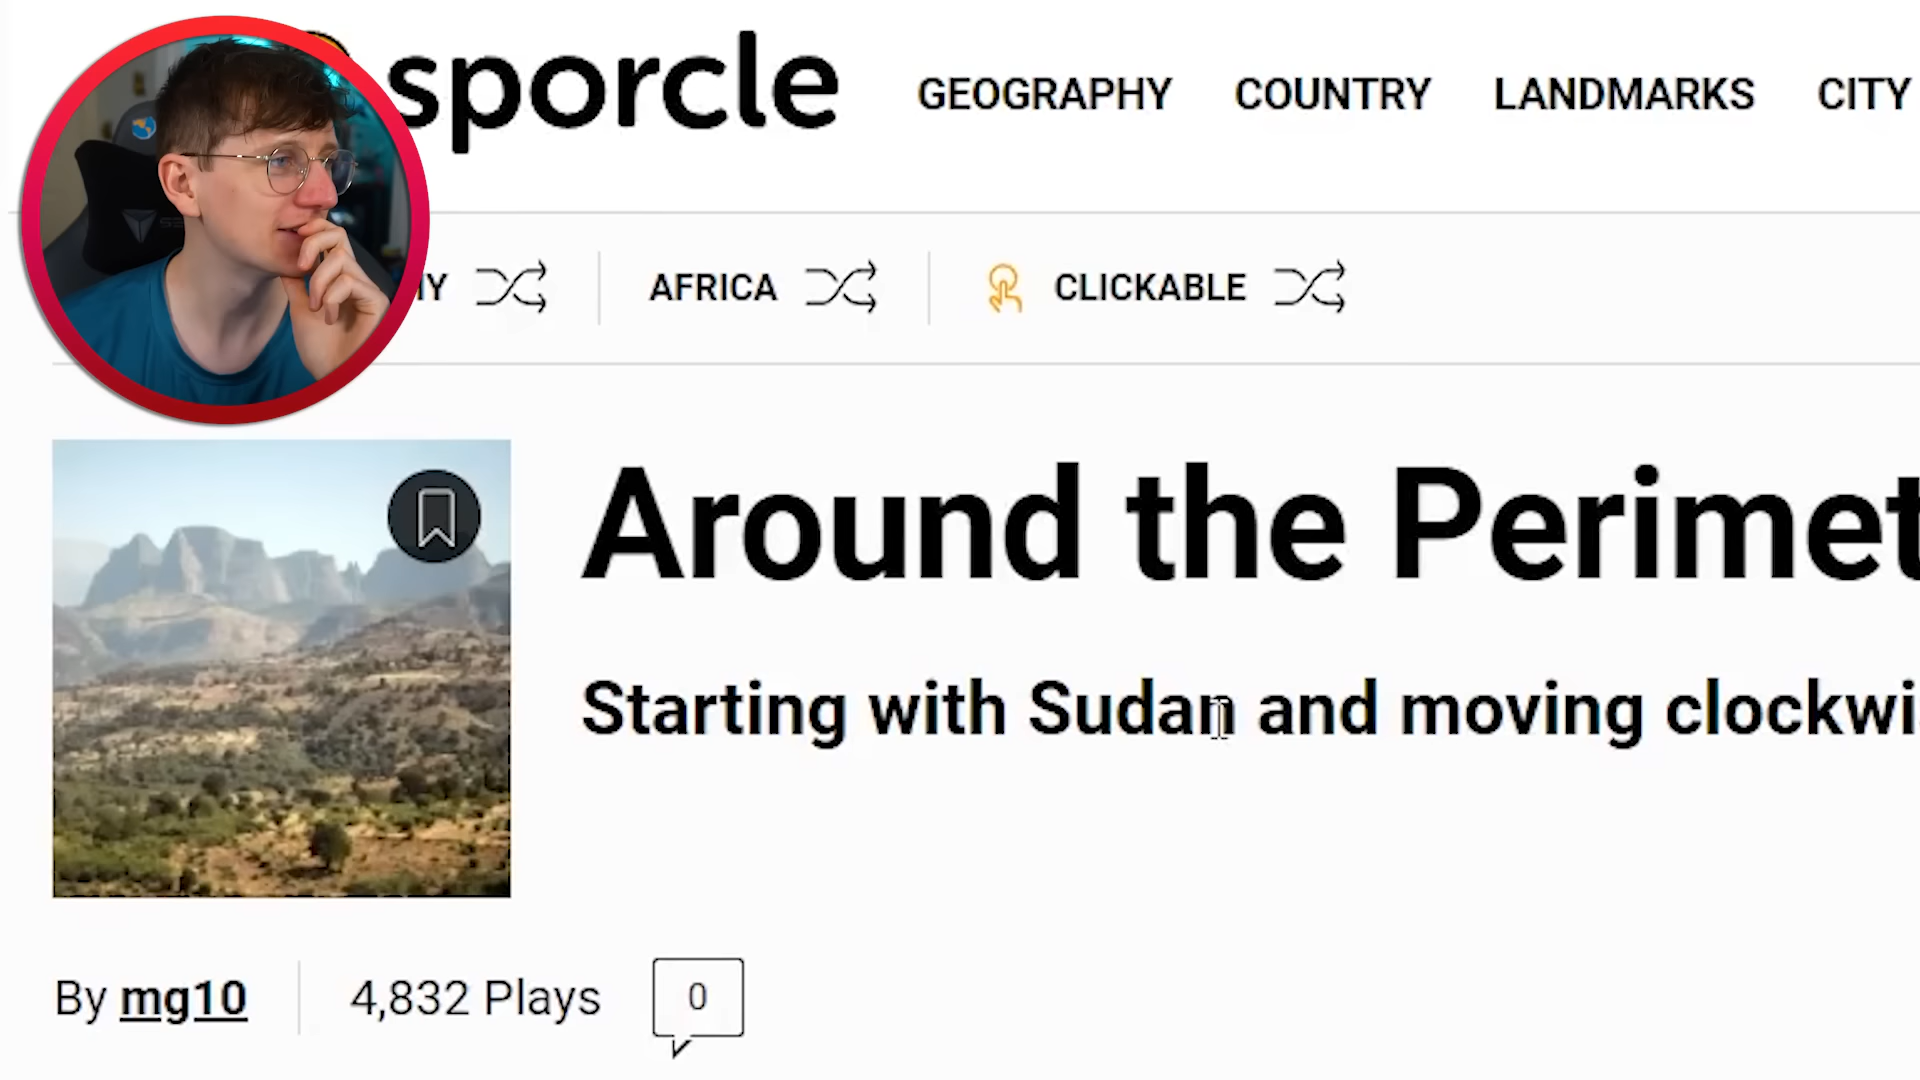 sporcle
GEOGRAPHY COUNTRY LANDMARKS CITY
AFRICA CLICKABLE
Around the Perimet
Starting with Sudan and moving clockwi
By mg10 4,832 Plays 0